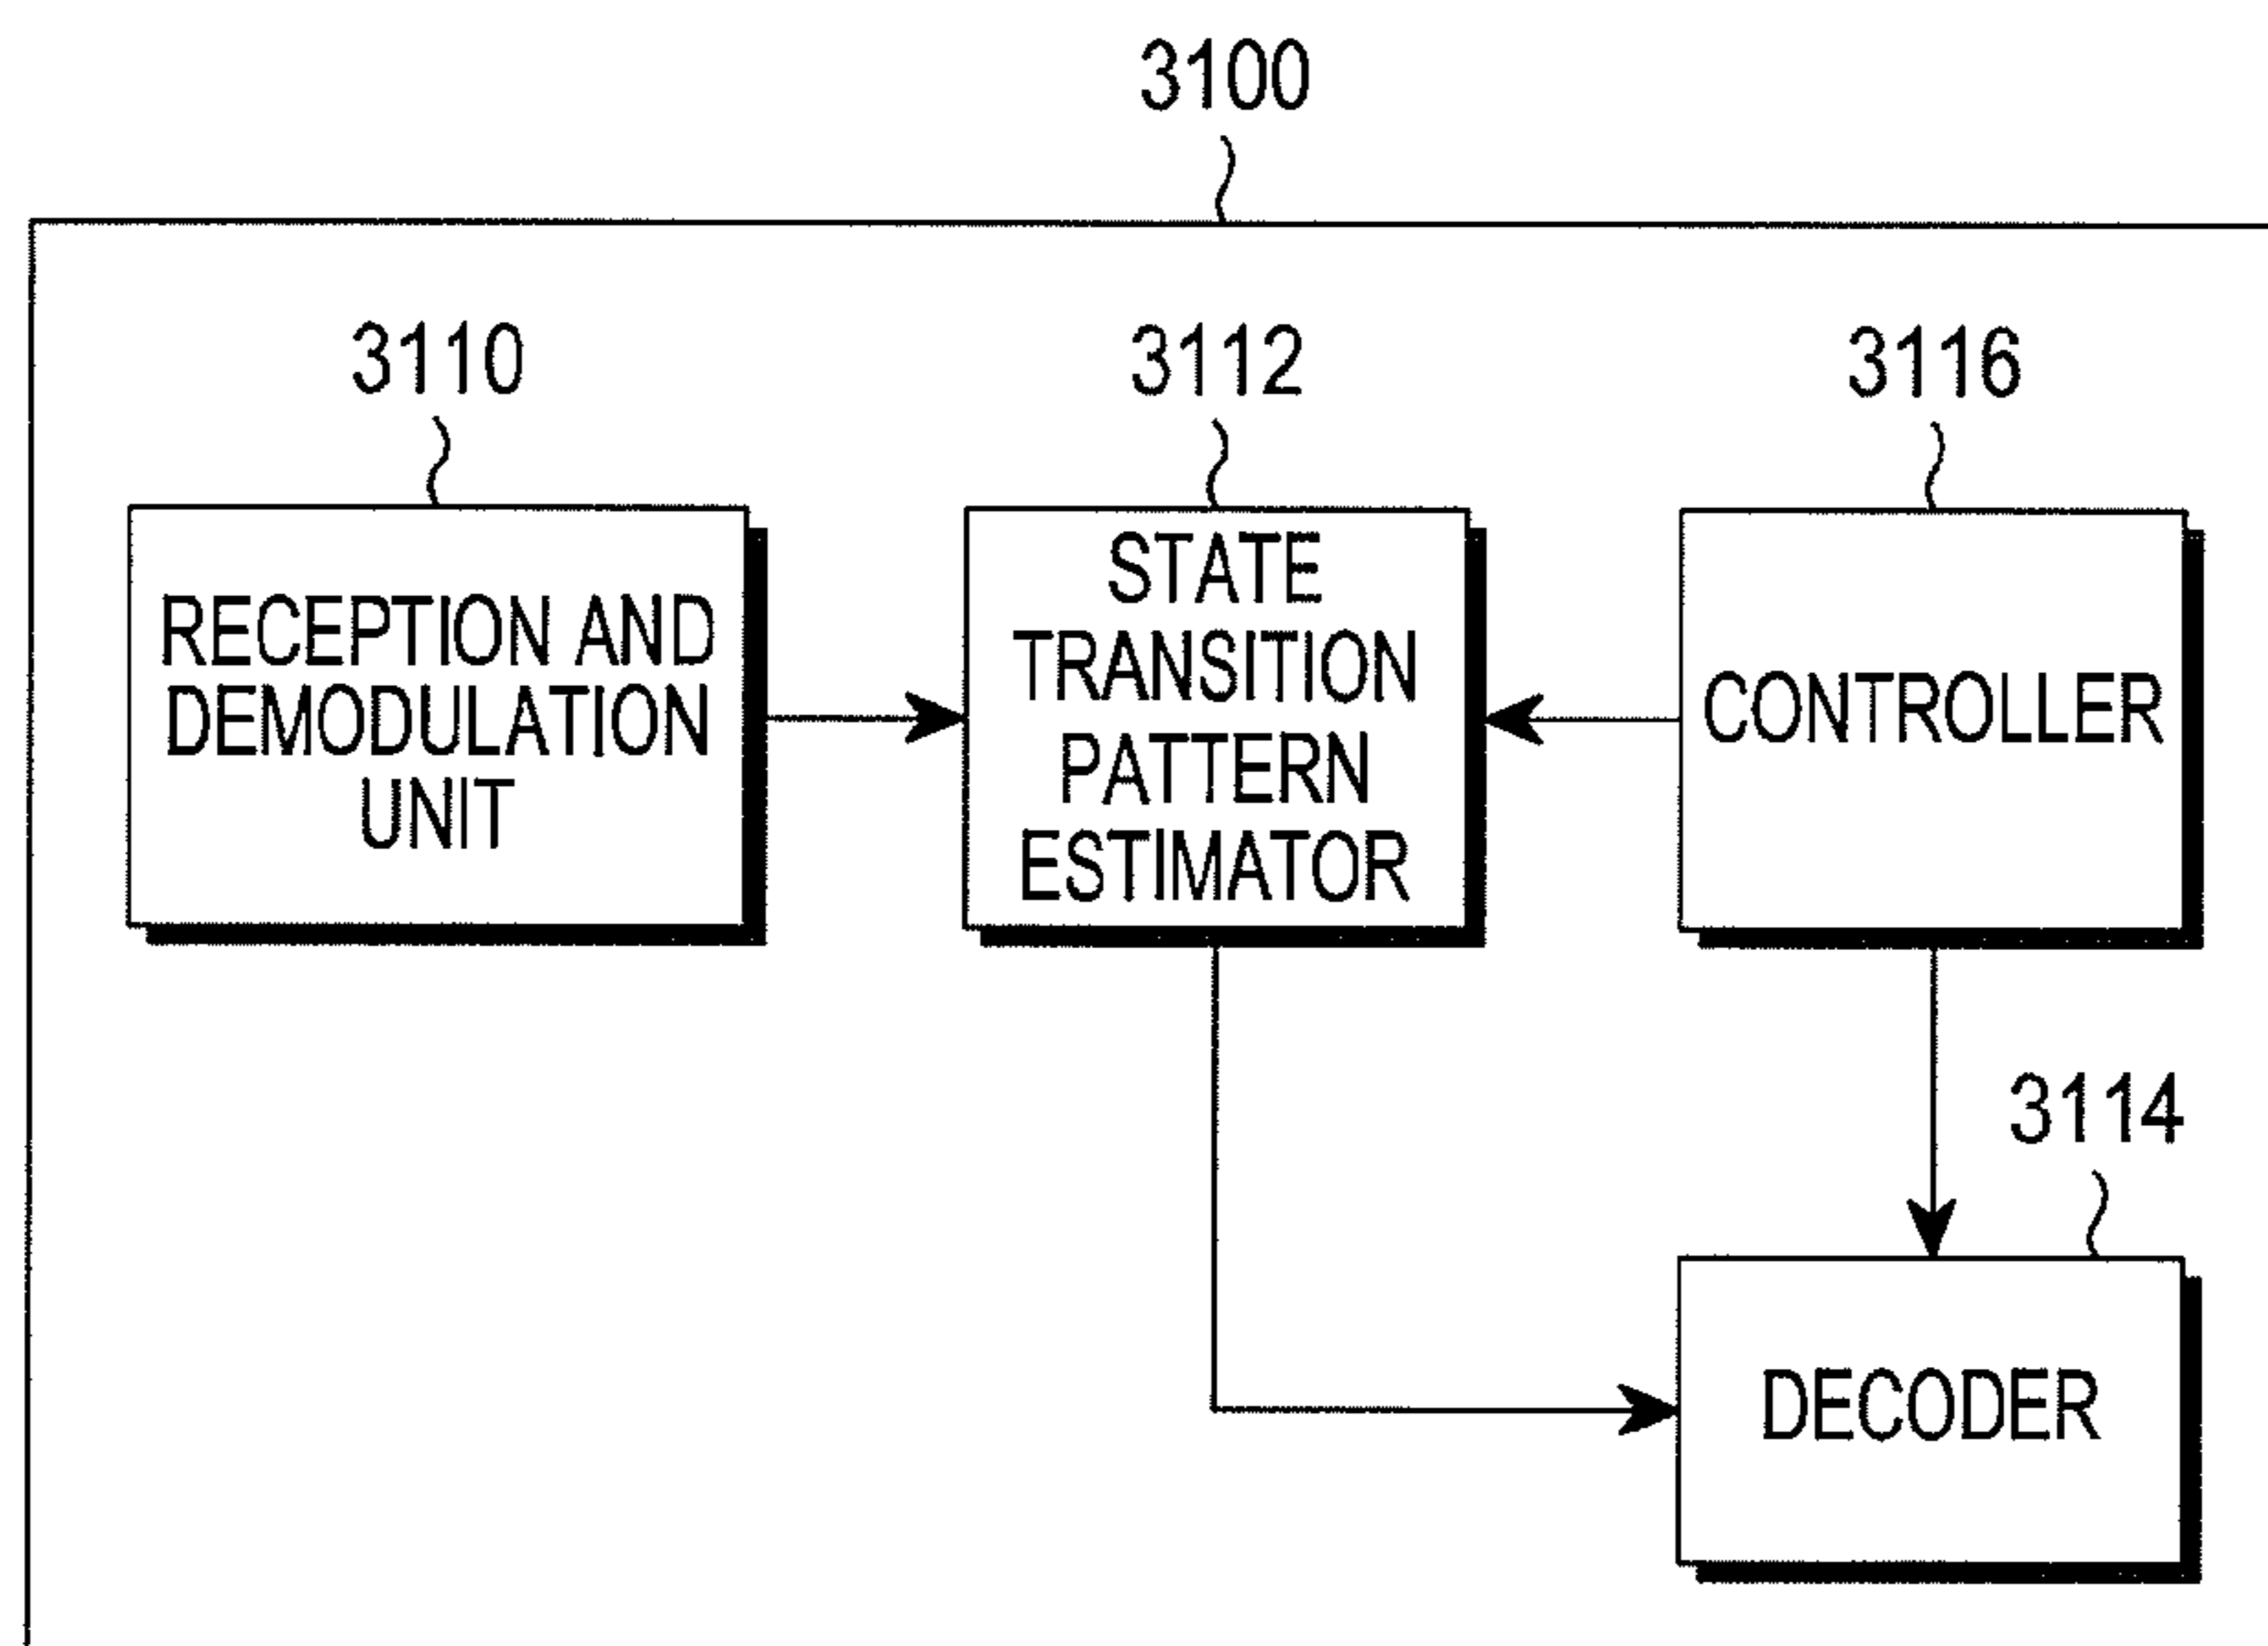 3100
3110
3112
3116
RECEPTION AND
DEMODULATION
UNIT
STATE
TRANSITION
PATTERN
ESTIMATOR
CONTROLLER
3114
DECODER